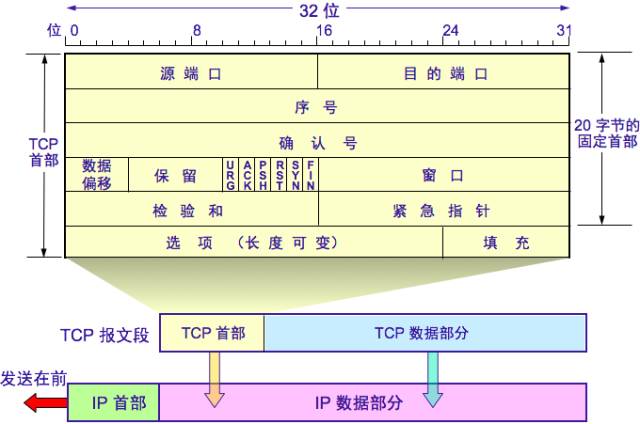 32 位
位 0 8 16 24 31
源 端 口 目 的 端 口
序 号
TCP
首部
确 认 号
20 字节的
固定首部
数据
偏移
保 留
URG
ACK
PSH
RST
SYN
FIN
窗 口
检 验 和 紧 急 指 针
选 项 (长 度 可 变) 填 充
TCP 报文段 TCP 首部 TCP 数据部分
发送在前
IP 首部 IP 数据部分